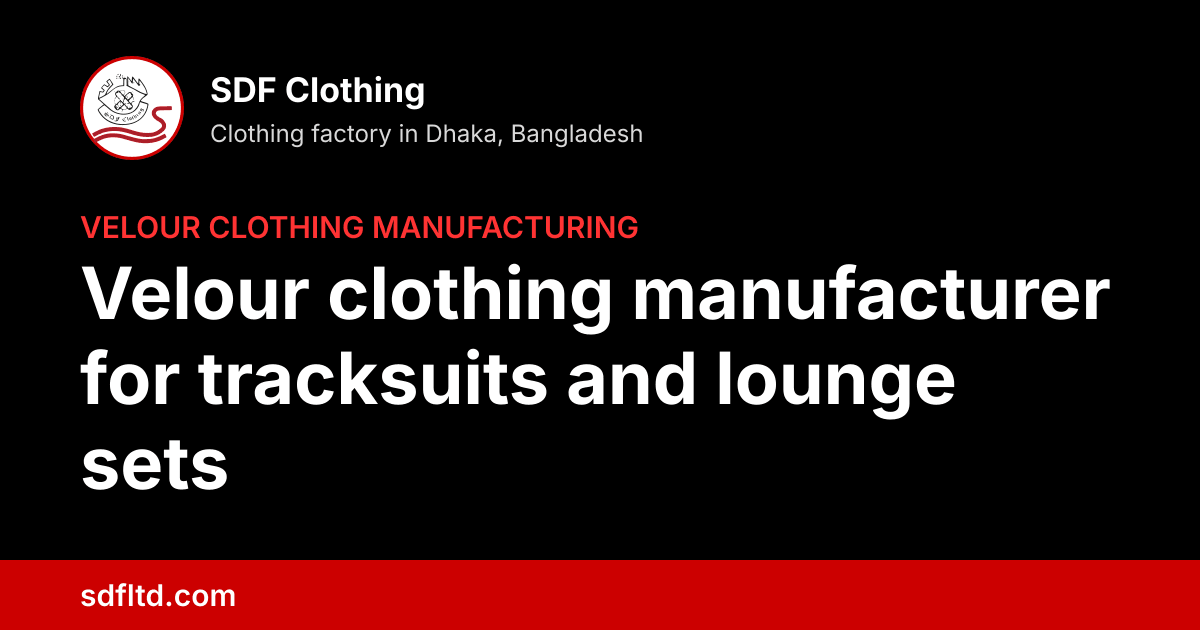 SDF Clothing
Clothing factory in Dhaka, Bangladesh
VELOUR CLOTHING MANUFACTURING
Velour clothing manufacturer
for tracksuits and lounge
sets
sdfltd.com